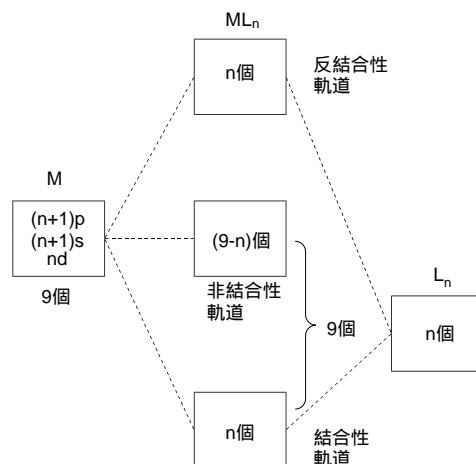 MLn
n個
反結合性
軌道
M
(n+1)p
(n+1)s
nd
9個
(9-n)個
非結合性
軌道
9個
Ln
n個
n個
結合性
軌道